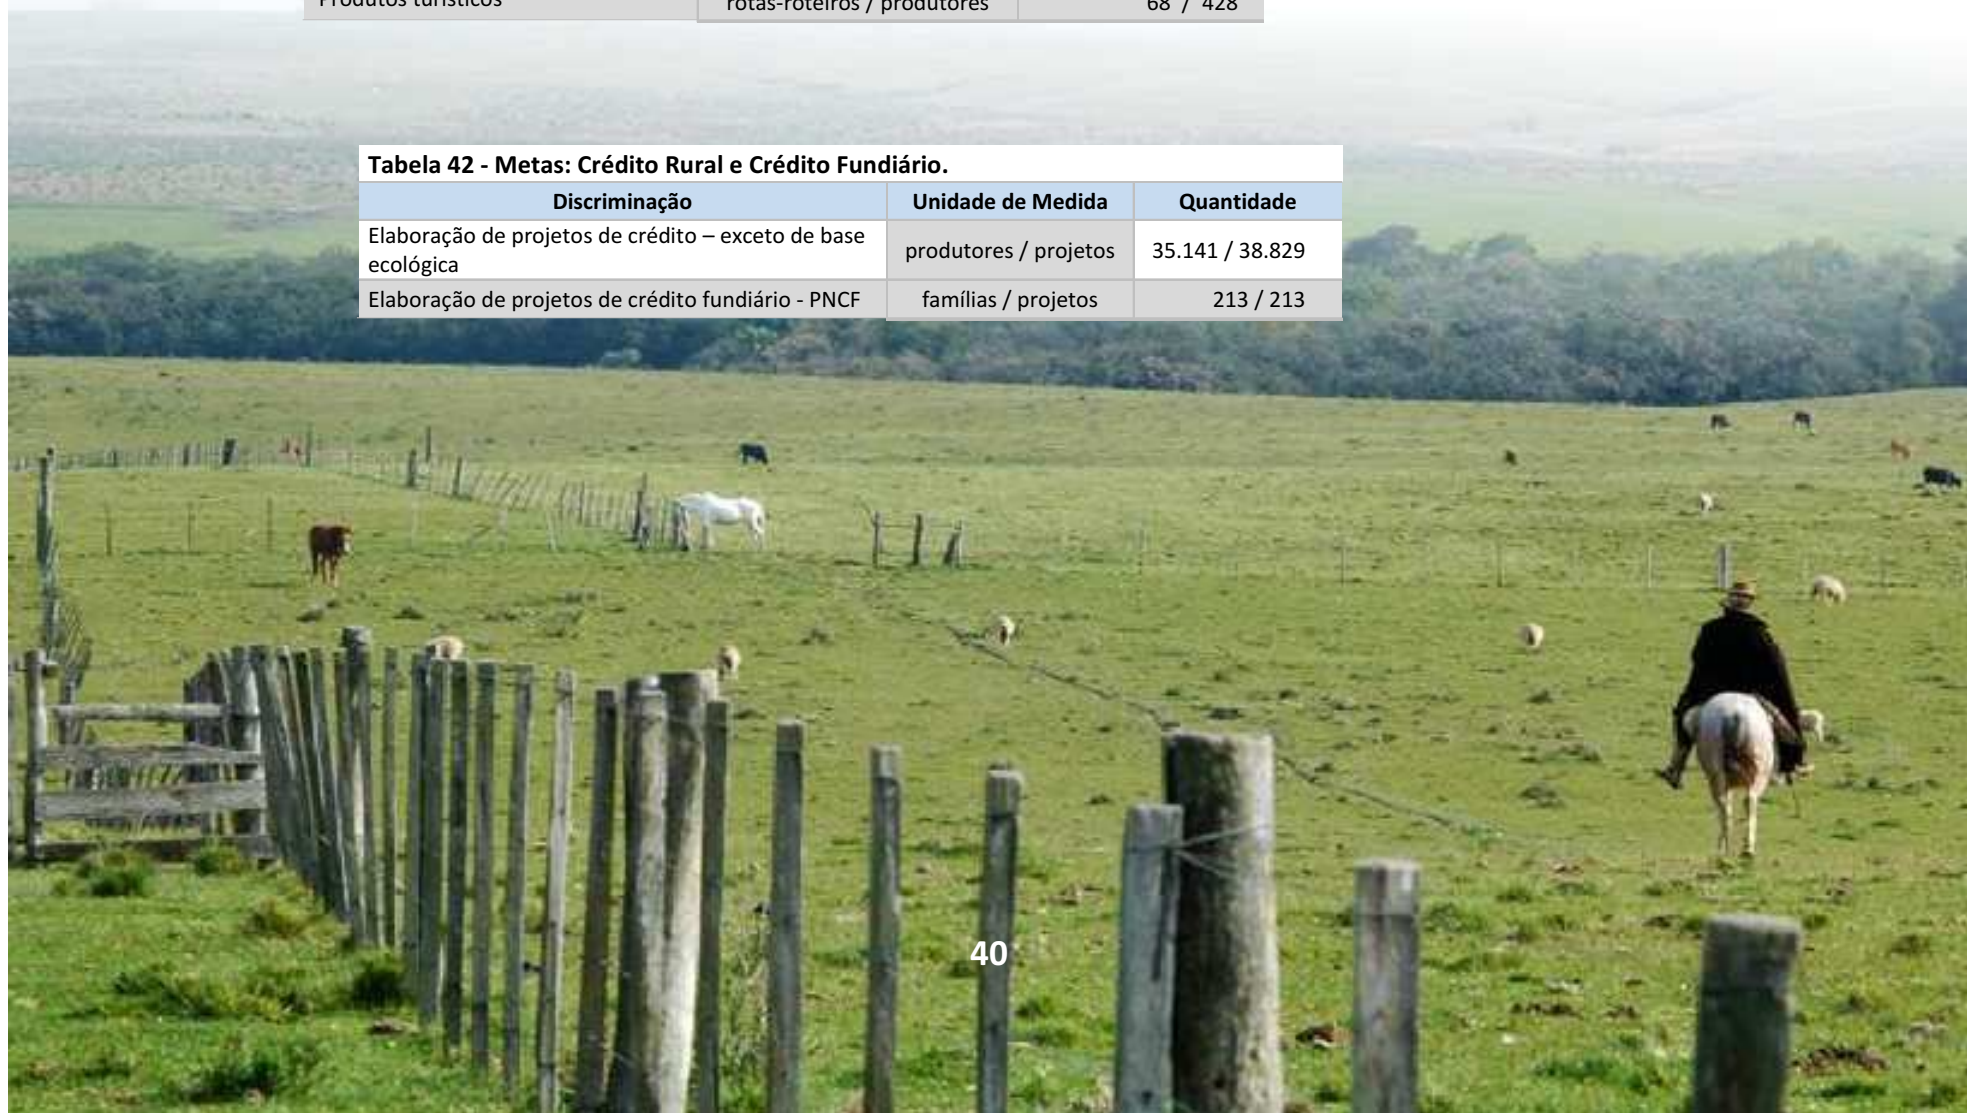 Produtos turísticos rotas-roteiros / produtores 68 / 428
Tabela 42 - Metas: Crédito Rural e Crédito Fundiário.
Discriminação Unidade de Medida Quantidade
Elaboração de projetos de crédito – exceto de base
ecológica produtores / projetos 35.141 / 38.829
Elaboração de projetos de crédito fundiário - PNCF famílias / projetos 213 / 213
40